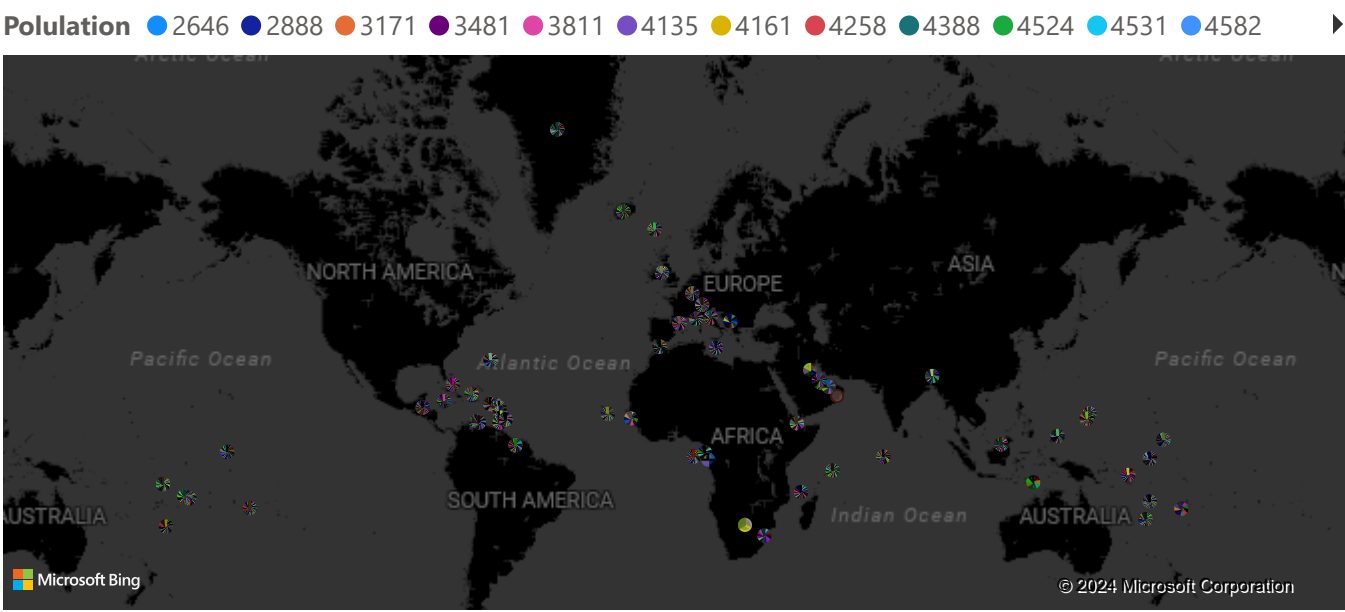 Polulation 2646 2888 3171 3481 3811 4135 4161 4258 4388 4524 4531 4582
Arctic Ocean Arctic Ocean
NORTH AMERICA EUROPE ASIA N
Pacific Ocean Atlantic Ocean Pacific Ocean
AFRICA
SOUTH AMERICA
AUSTRALIA Indian Ocean AUSTRALIA
Microsoft Bing © 2024 Microsoft Corporation